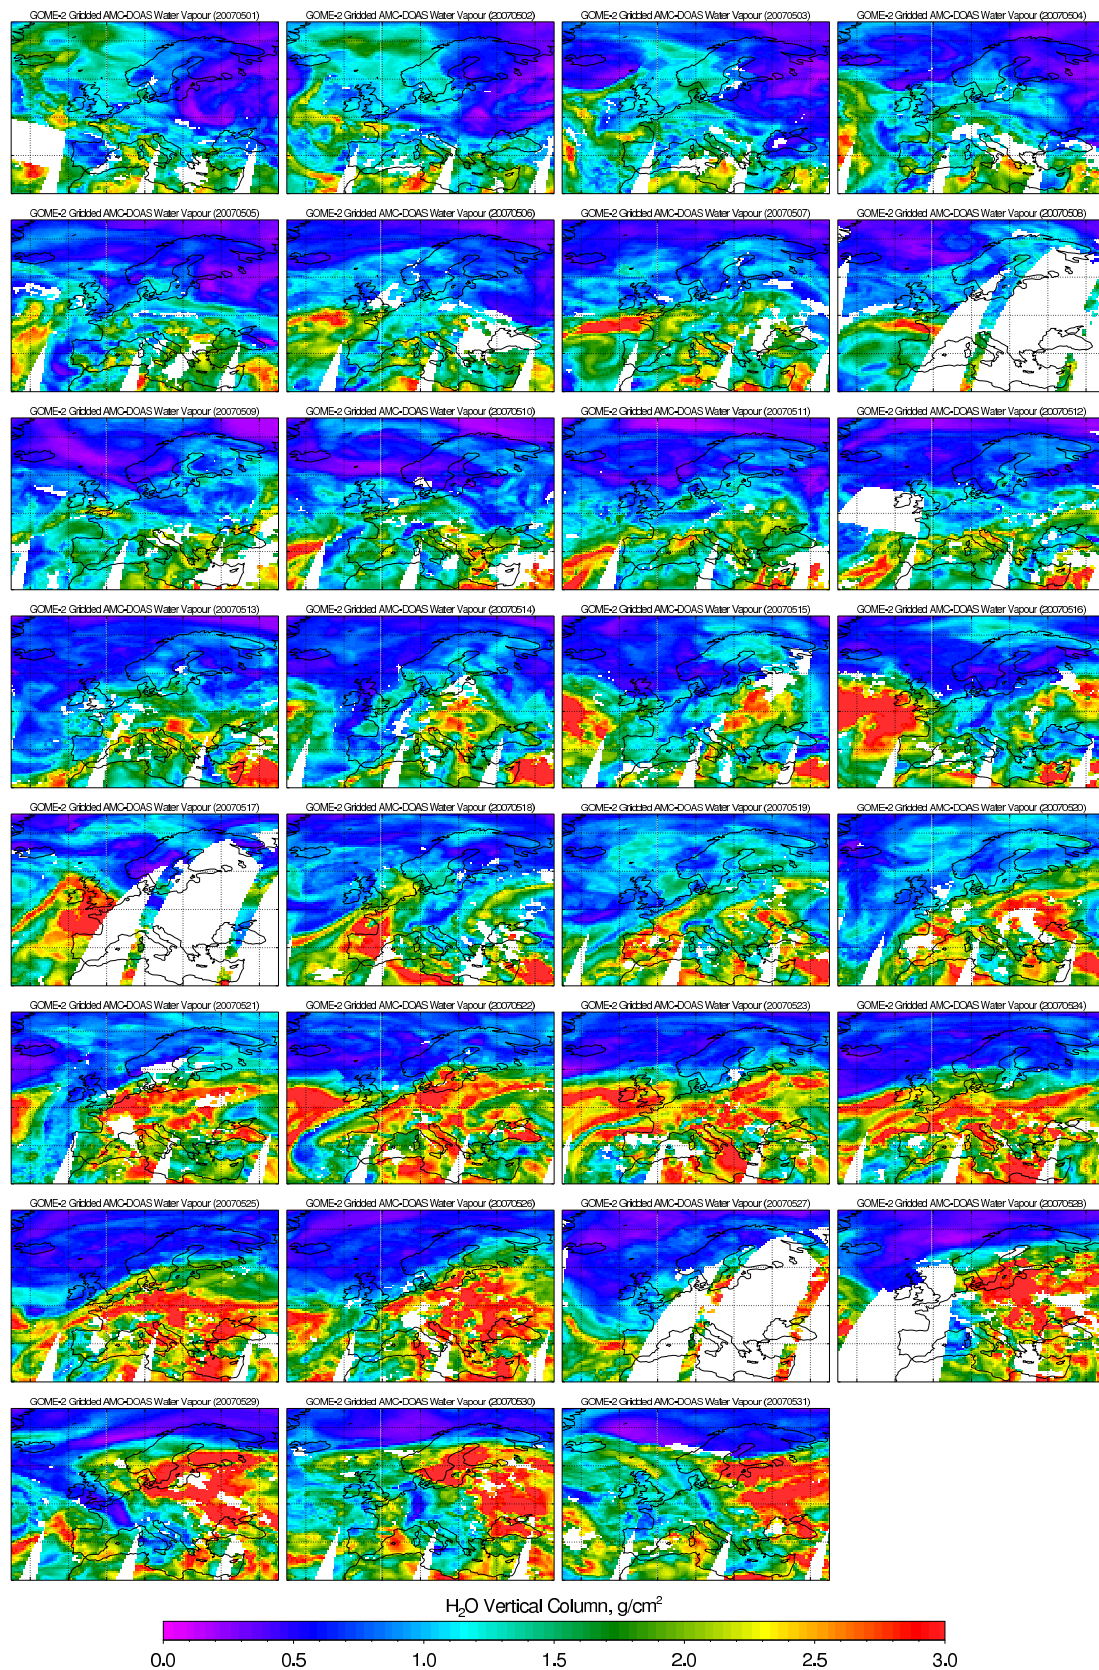 GOME-2 Gridded AMC-DOAS Water Vapour (20070501)
GOME-2 Gridded AMC-DOAS Water Vapour (20070502)
GOME-2 Gridded AMC-DOAS Water Vapour (20070503)
GOME-2 Gridded AMC-DOAS Water Vapour (20070504)
GOME-2 Gridded AMC-DOAS Water Vapour (20070505)
GOME-2 Gridded AMC-DOAS Water Vapour (20070506)
GOME-2 Gridded AMC-DOAS Water Vapour (20070507)
GOME-2 Gridded AMC-DOAS Water Vapour (20070508)
GOME-2 Gridded AMC-DOAS Water Vapour (20070509)
GOME-2 Gridded AMC-DOAS Water Vapour (20070510)
GOME-2 Gridded AMC-DOAS Water Vapour (20070511)
GOME-2 Gridded AMC-DOAS Water Vapour (20070512)
GOME-2 Gridded AMC-DOAS Water Vapour (20070513)
GOME-2 Gridded AMC-DOAS Water Vapour (20070514)
GOME-2 Gridded AMC-DOAS Water Vapour (20070515)
GOME-2 Gridded AMC-DOAS Water Vapour (20070516)
GOME-2 Gridded AMC-DOAS Water Vapour (20070517)
GOME-2 Gridded AMC-DOAS Water Vapour (20070518)
GOME-2 Gridded AMC-DOAS Water Vapour (20070519)
GOME-2 Gridded AMC-DOAS Water Vapour (20070520)
GOME-2 Gridded AMC-DOAS Water Vapour (20070521)
GOME-2 Gridded AMC-DOAS Water Vapour (20070522)
GOME-2 Gridded AMC-DOAS Water Vapour (20070523)
GOME-2 Gridded AMC-DOAS Water Vapour (20070524)
GOME-2 Gridded AMC-DOAS Water Vapour (20070525)
GOME-2 Gridded AMC-DOAS Water Vapour (20070526)
GOME-2 Gridded AMC-DOAS Water Vapour (20070527)
GOME-2 Gridded AMC-DOAS Water Vapour (20070528)
GOME-2 Gridded AMC-DOAS Water Vapour (20070529)
GOME-2 Gridded AMC-DOAS Water Vapour (20070530)
GOME-2 Gridded AMC-DOAS Water Vapour (20070531)
H₂O Vertical Column, g/cm²
0.0 0.5 1.0 1.5 2.0 2.5 3.0